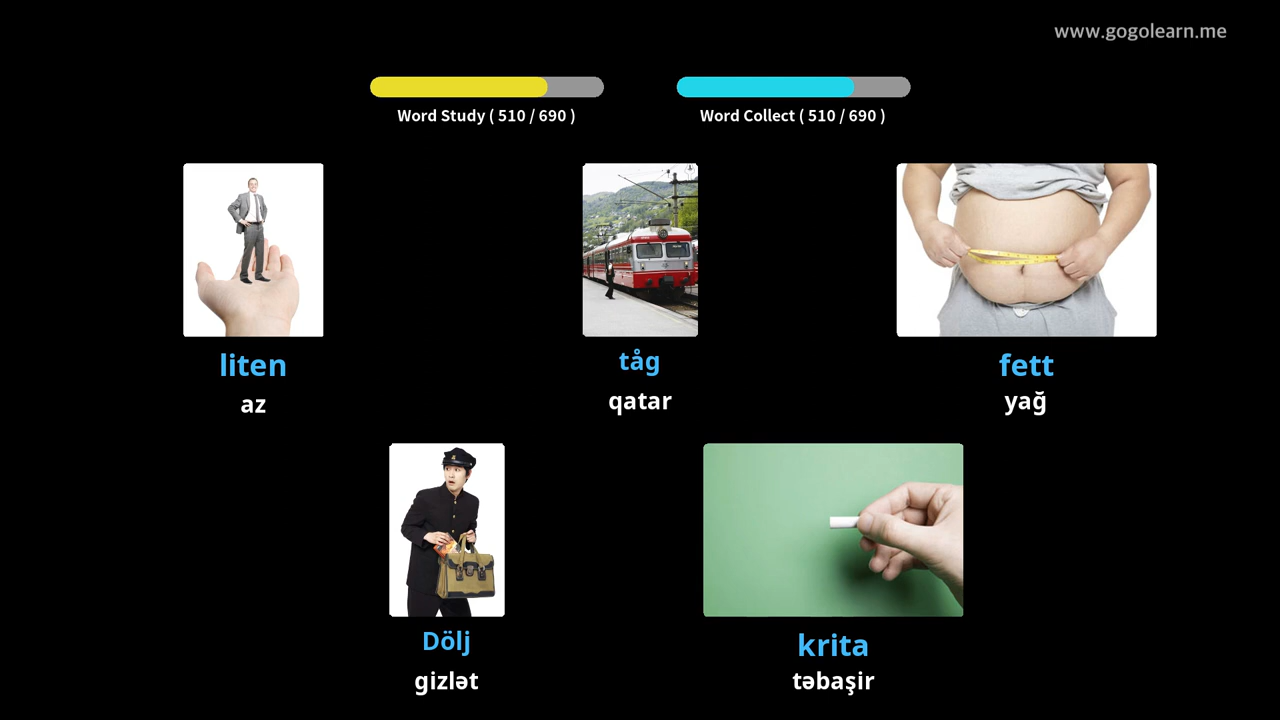 www.gogolearn.me
Word Study ( 510 / 690 )
Word Collect ( 510 / 690 )
liten
az
tåg
qatar
fett
yağ
Dölj
gizlət
krita
təbaşir